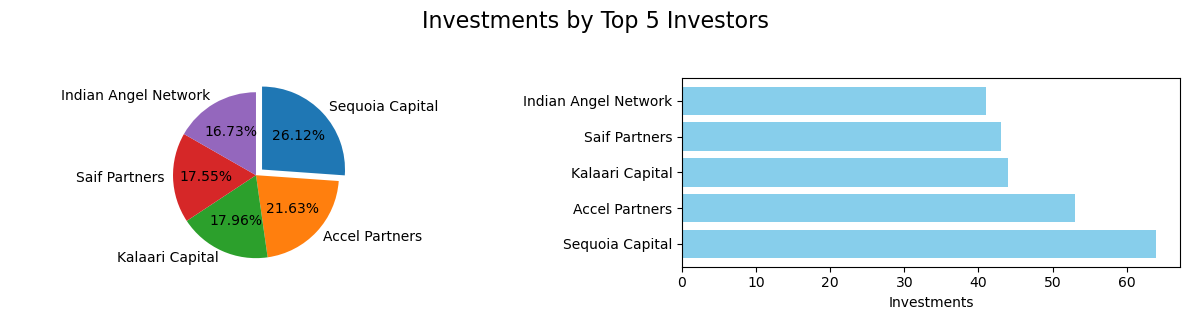 Investments by Top 5 Investors
Indian Angel Network
Sequoia Capital
16.73%
26.12%
Saif Partners
17.55%
21.63%
17.96%
Accel Partners
Kalaari Capital
Indian Angel Network
Saif Partners
Kalaari Capital
Accel Partners
Sequoia Capital
0 10 20 30 40 50 60
Investments